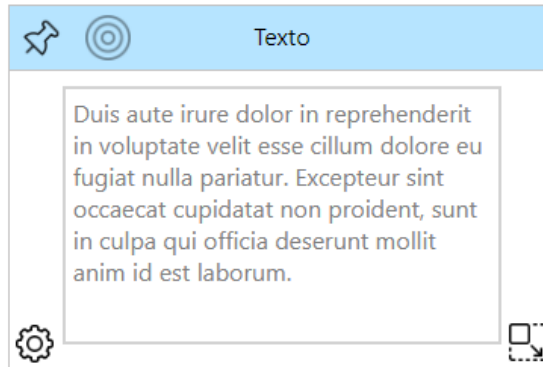 Texto
Duis aute irure dolor in reprehenderit
in voluptate velit esse cillum dolore eu
fugiat nulla pariatur. Excepteur sint
occaecat cupidatat non proident, sunt
in culpa qui officia deserunt mollit
anim id est laborum.